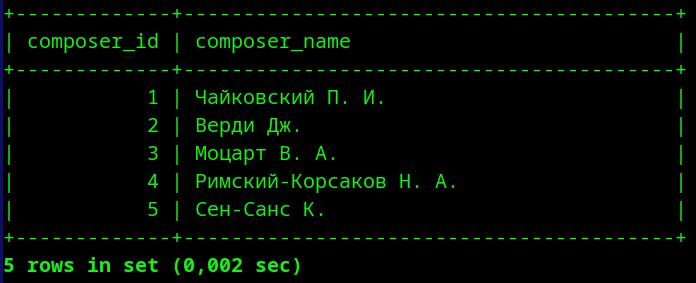 +-------------+-----------------------------------------+
| composer_id | composer_name                           |
+-------------+-----------------------------------------+
|           1 | Чайковский П. И.                        |
|           2 | Верди Дж.                               |
|           3 | Моцарт В. А.                            |
|           4 | Римский-Корсаков Н. А.                  |
|           5 | Сен-Санс К.                             |
+-------------+-----------------------------------------+
5 rows in set (0,002 sec)